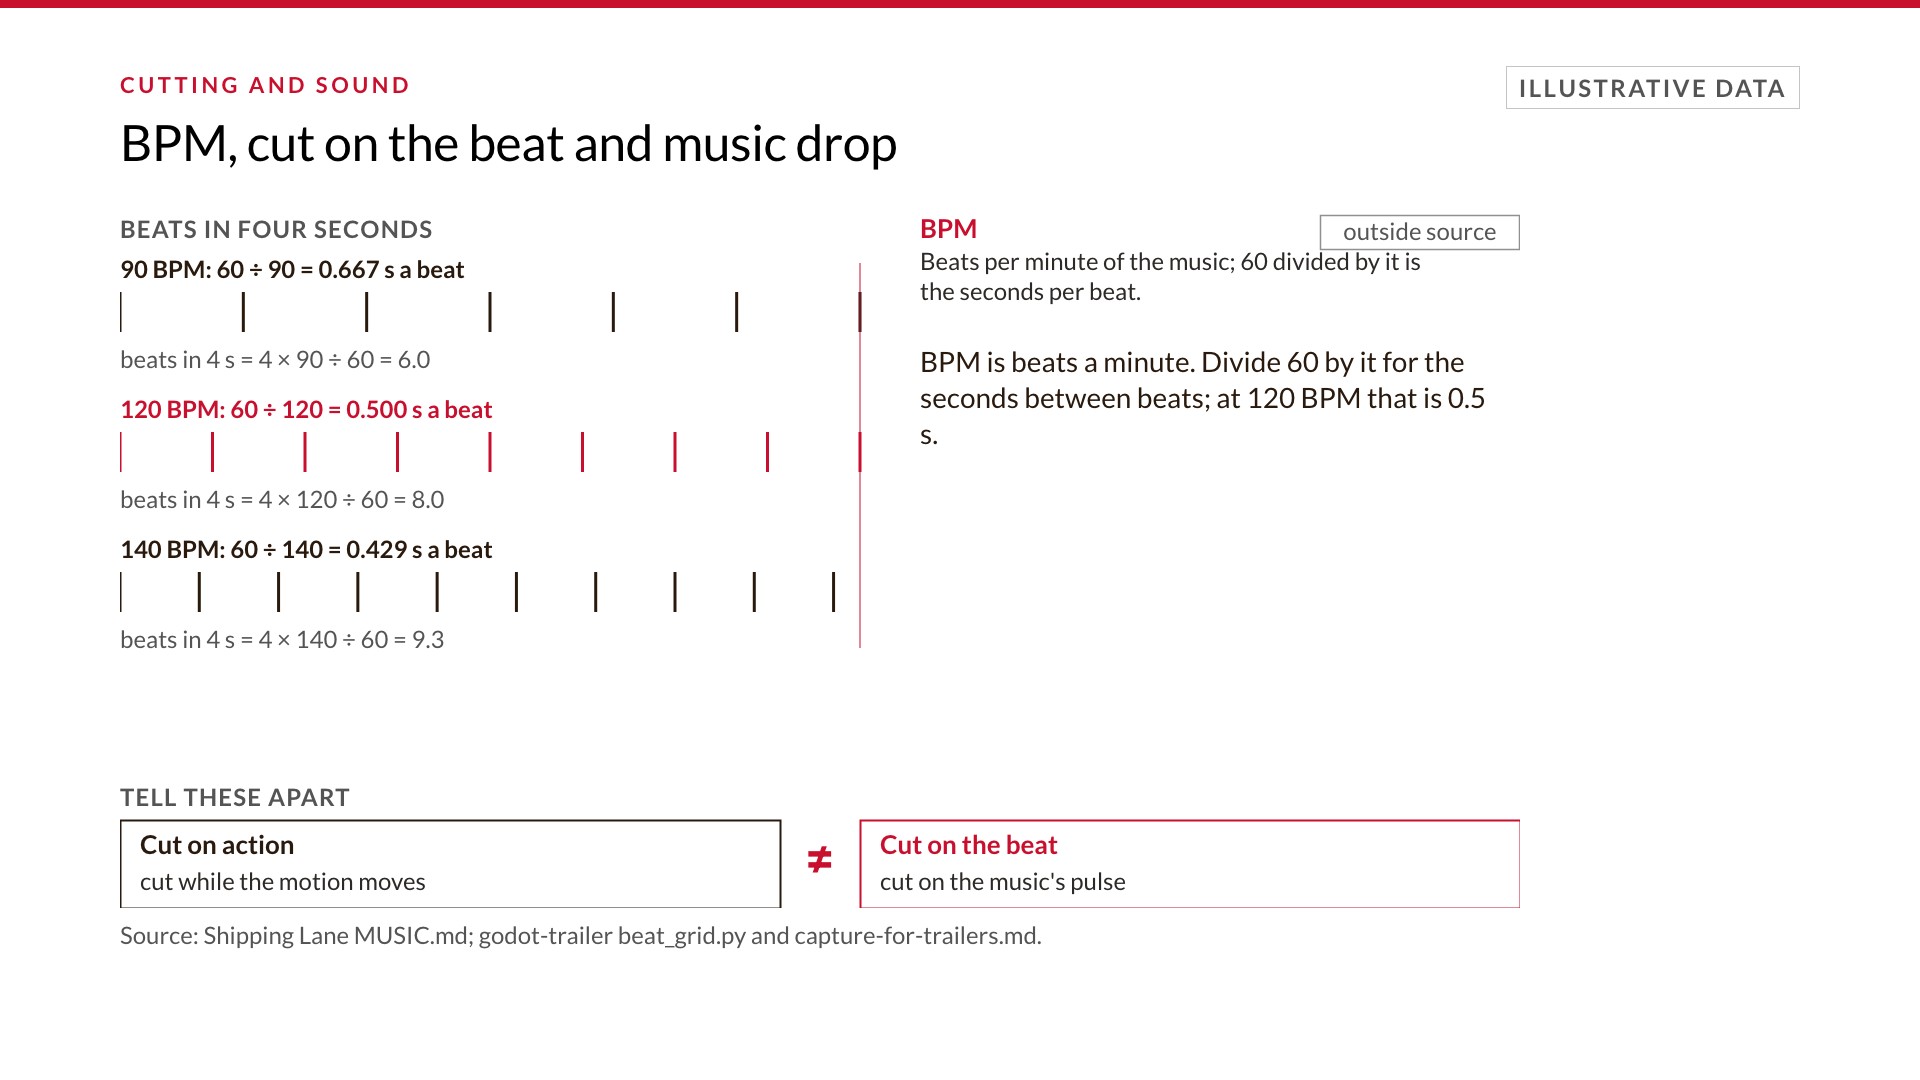 CUTTING AND SOUND
ILLUSTRATIVE DATA
BPM, cut on the beat and music drop
BEATS IN FOUR SECONDS
90 BPM: 60 ÷ 90 = 0.667 s a beat
beats in 4 s = 4 × 90 ÷ 60 = 6.0
120 BPM: 60 ÷ 120 = 0.500 s a beat
beats in 4 s = 4 × 120 ÷ 60 = 8.0
140 BPM: 60 ÷ 140 = 0.429 s a beat
beats in 4 s = 4 × 140 ÷ 60 = 9.3
BPM
outside source
Beats per minute of the music; 60 divided by it is
the seconds per beat.
BPM is beats a minute. Divide 60 by it for the
seconds between beats; at 120 BPM that is 0.5
s.
TELL THESE APART
Cut on action
cut while the motion moves
≠
Cut on the beat
cut on the music's pulse
Source: Shipping Lane MUSIC.md; godot-trailer beat_grid.py and capture-for-trailers.md.